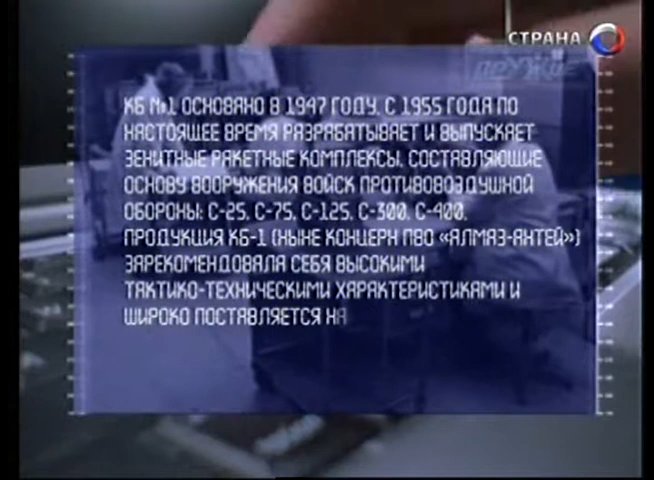 СТРАНА
КБ №1 ОСНОВАНО В 1947 ГОДУ. С 1955 ГОДА ПО
НАСТОЯЩЕЕ ВРЕМЯ РАЗРАБАТЫВАЕТ И ВЫПУСКАЕТ
ЗЕНИТНЫЕ РАКЕТНЫЕ КОМПЛЕКСЫ, СОСТАВЛЯЮЩИЕ
ОСНОВУ ВООРУЖЕНИЯ ВОЙСК ПРОТИВОВОЗДУШНОЙ
ОБОРОНЫ: С-25, С-75, С-125, С-300, С-400.
ПРОДУКЦИЯ КБ-1 (НЫНЕ КОНЦЕРН ПВО «АЛМАЗ-АНТЕЙ»)
ЗАРЕКОМЕНДОВАЛА СЕБЯ ВЫСОКИМИ
ТАКТИКО-ТЕХНИЧЕСКИМИ ХАРАКТЕРИСТИКАМИ И
ШИРОКО ПОСТАВЛЯЕТСЯ НА